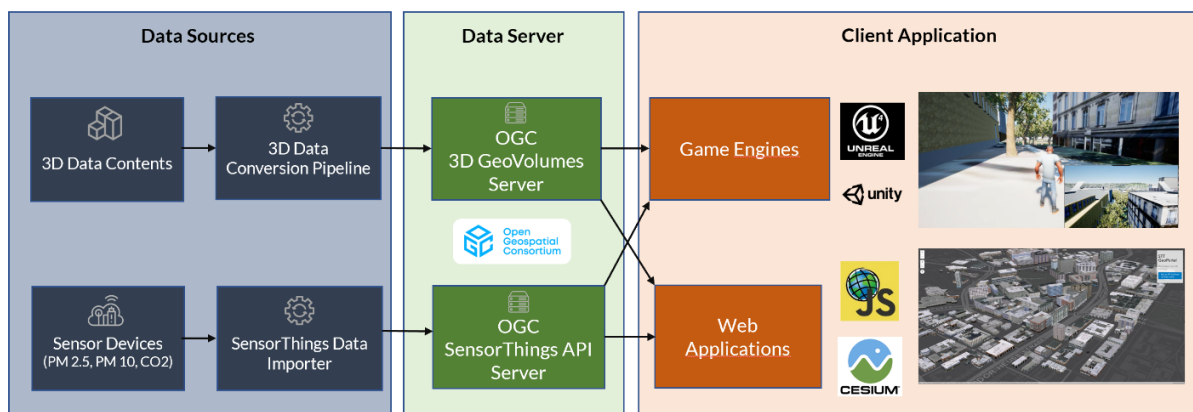 Data Sources
Data Server
Client Application
3D Data Contents
3D Data
Conversion Pipeline
OGC
3D GeoVolumes
Server
Game Engines
UNREAL
ENGINE
unity
Open
Geospatial
Consortium
Sensor Devices
(PM 2.5, PM 10, CO2)
SensorThings Data
Importer
OGC
SensorThings API
Server
Web
Applications
JS
CESIUM